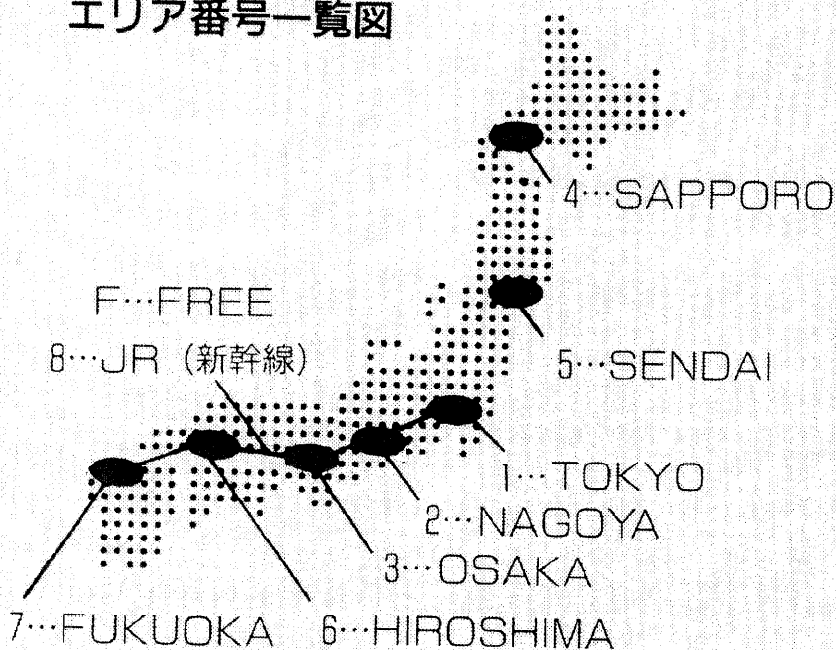 エリア番号一覧図
4…SAPPORO
F…FREE
8…JR（新幹線）
5…SENDAI
1…TOKYO
2…NAGOYA
3…OSAKA
7…FUKUOKA
6…HIROSHIMA